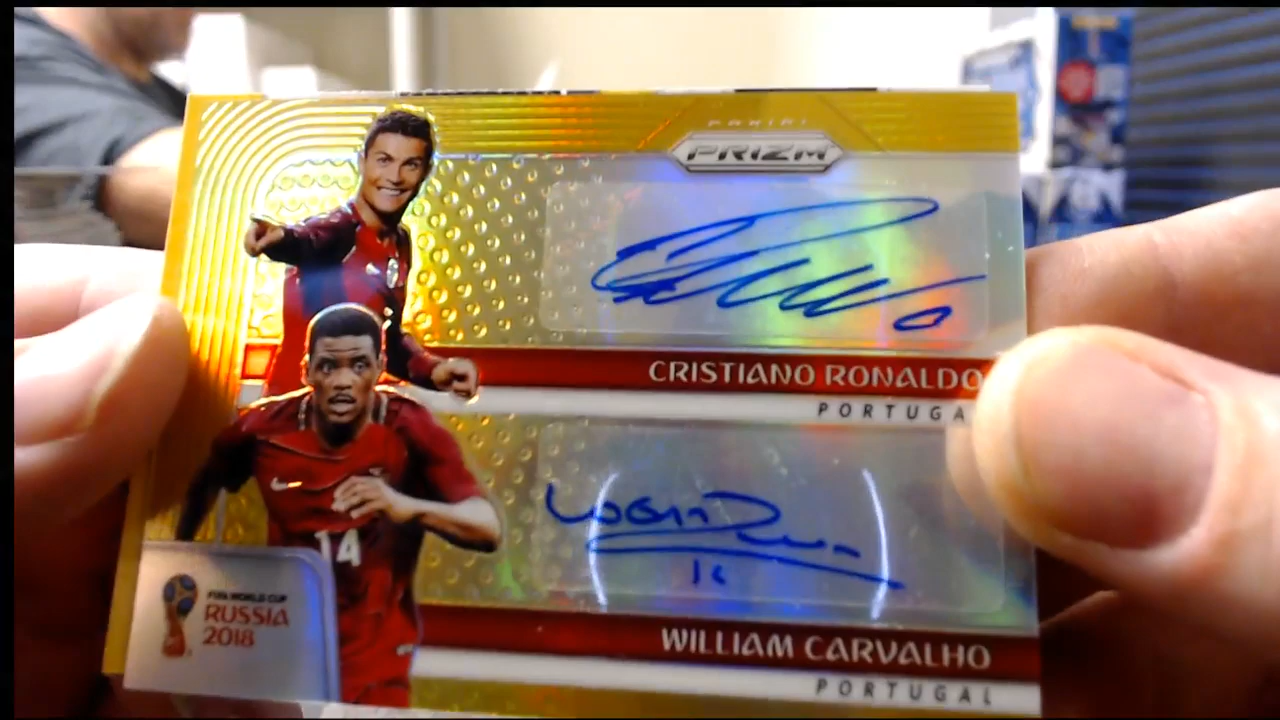 PANINI
PRIZM
CRISTIANO RONALDO
PORTUGA
14
FIFA WORLD CUP
RUSSIA
2018
WILLIAM CARVALHO
PORTUGAL